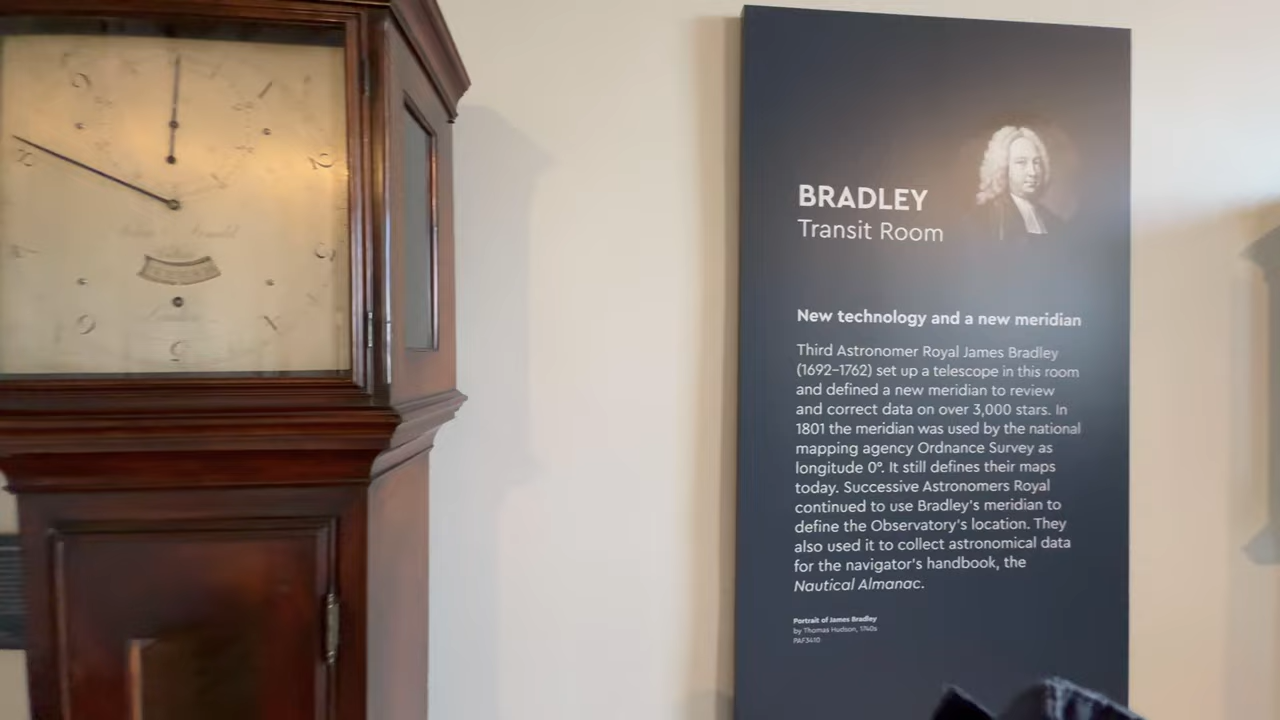 BRADLEY
Transit Room
New technology and a new meridian
Third Astronomer Royal James Bradley
(1692–1762) set up a telescope in this room
and defined a new meridian to review
and correct data on over 3,000 stars. In
1801 the meridian was used by the national
mapping agency Ordnance Survey as
longitude 0°. It still defines their maps
today. Successive Astronomers Royal
continued to use Bradley's meridian to
define the Observatory's location. They
also used it to collect astronomical data
for the navigator's handbook, the
Nautical Almanac.
Portrait of James Bradley
by Thomas Hudson, 1740s
PAF3410